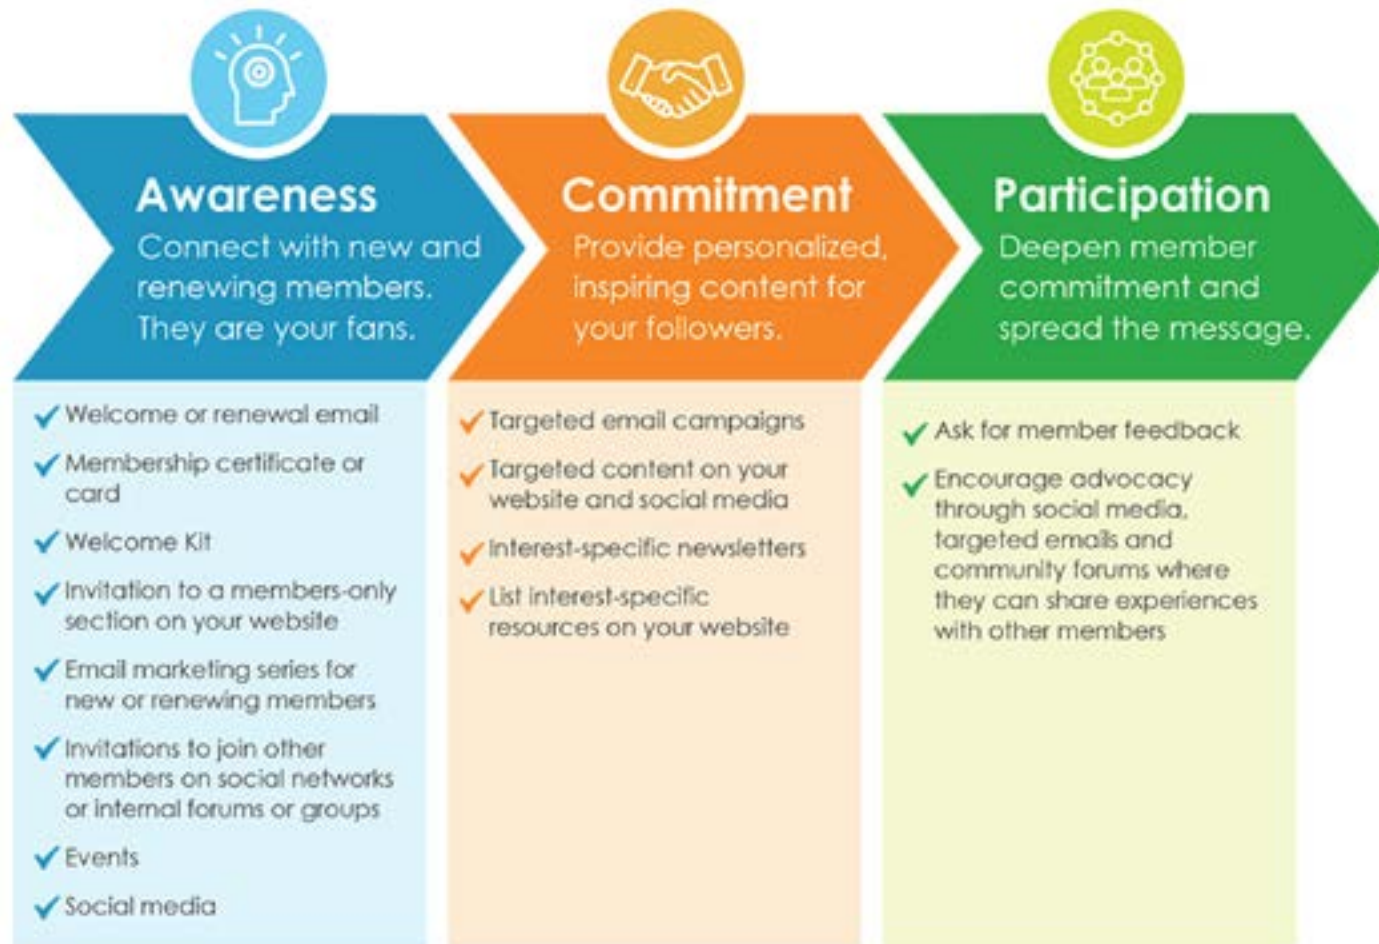 Awareness
Connect with new and
renewing members.
They are your fans.
Welcome or renewal email
Membership certificate or
card
Welcome Kit
Invitation to a members-only
section on your website
Email marketing series for
new or renewing members
Invitations to join other
members on social networks
or internal forums or groups
Events
Social media
Commitment
Provide personalized,
inspiring content for
your followers.
Targeted email campaigns
Targeted content on your
website and social media
Interest-specific newsletters
List interest-specific
resources on your website
Participation
Deepen member
commitment and
spread the message.
Ask for member feedback
Encourage advocacy
through social media,
targeted emails and
community forums where
they can share experiences
with other members